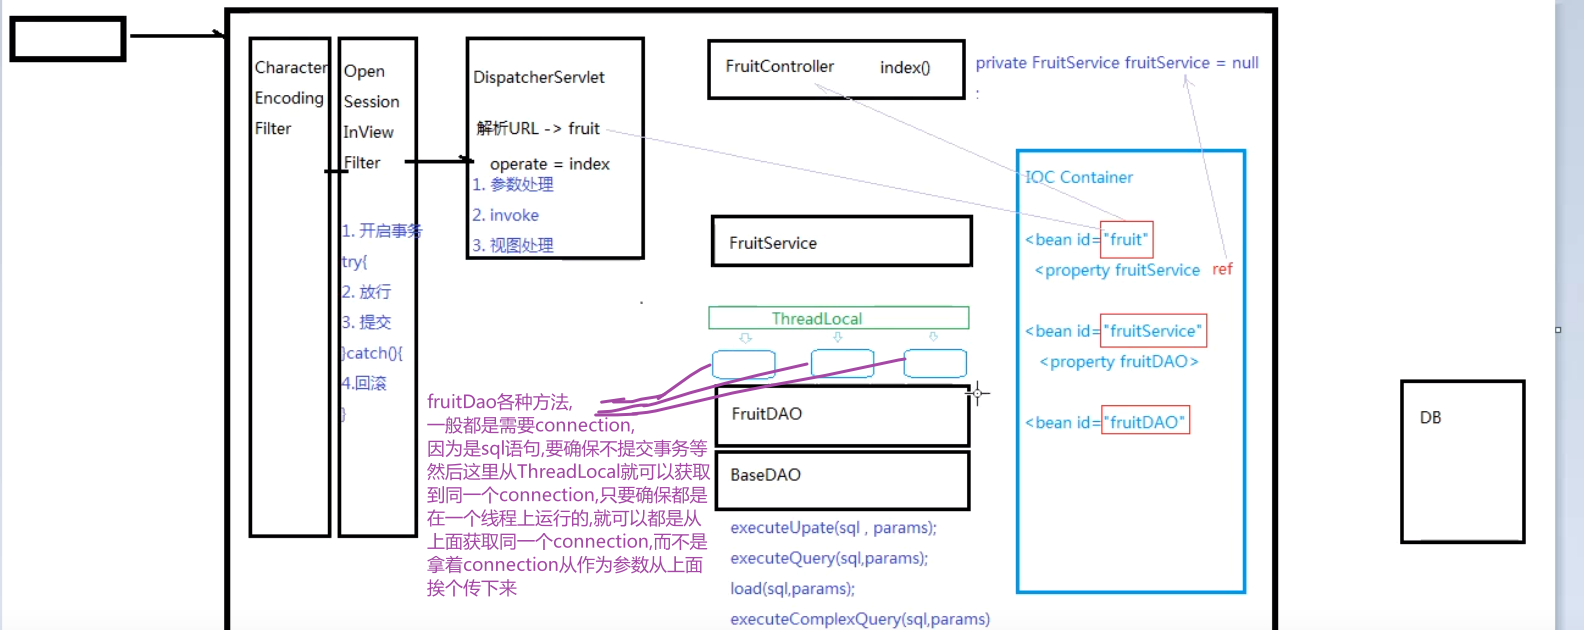 Character
Encoding
Filter
Open
Session
InView
Filter
1. 开启事务
try{
2. 放行
3. 提交
}catch(){
4.回滚
}
DispatcherServlet
解析URL -> fruit
operate = index
1. 参数处理
2. invoke
3. 视图处理
FruitController index()
private FruitService fruitService = null
;
FruitService
ThreadLocal
FruitDAO
BaseDAO
executeUpate(sql , params);
executeQuery(sql,params);
load(sql,params);
executeComplexQuery(sql,params)
fruitDao各种方法,
一般都是需要connection,
因为是sql语句,要确保不提交事务等
然后这里从ThreadLocal就可以获取
到同一个connection,只要确保都是
在一个线程上运行的,就可以都是从
上面获取同一个connection,而不是
拿着connection从作为参数从上面
挨个传下来
IOC Container
<bean id="fruit"
<property fruitService ref
<bean id="fruitService"
<property fruitDAO>
<bean id="fruitDAO"
DB